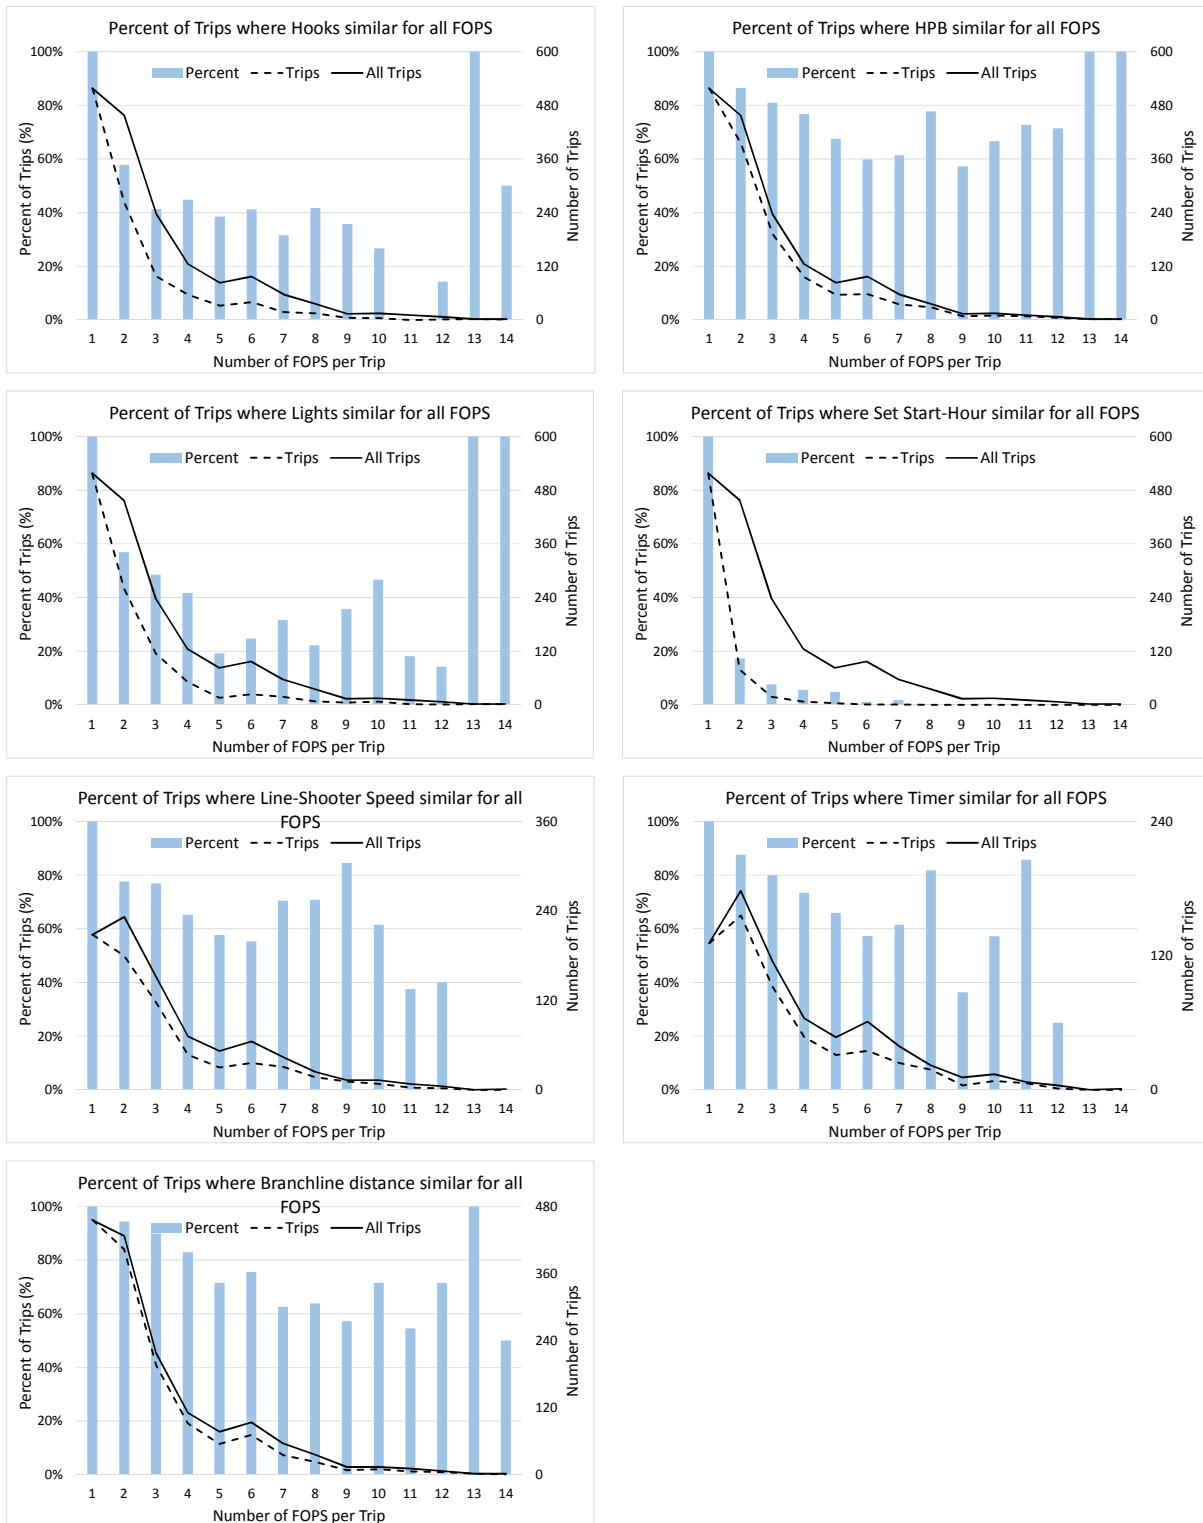 Percent of Trips where Hooks similar for all FOPS
Percent Trips All Trips
Percent of Trips (%)
100%
80%
60%
40%
20%
0%
600
480
360
240
120
0
Number of Trips
1 2 3 4 5 6 7 8 9 10 11 12 13 14
Number of FOPS per Trip
Percent of Trips where HPB similar for all FOPS
Percent Trips All Trips
Percent of Trips (%)
100%
80%
60%
40%
20%
0%
600
480
360
240
120
0
Number of Trips
1 2 3 4 5 6 7 8 9 10 11 12 13 14
Number of FOPS per Trip
Percent of Trips where Lights similar for all FOPS
Percent Trips All Trips
Percent of Trips (%)
100%
80%
60%
40%
20%
0%
600
480
360
240
120
0
Number of Trips
1 2 3 4 5 6 7 8 9 10 11 12 13 14
Number of FOPS per Trip
Percent of Trips where Set Start-Hour similar for all FOPS
Percent Trips All Trips
Percent of Trips (%)
100%
80%
60%
40%
20%
0%
600
480
360
240
120
0
Number of Trips
1 2 3 4 5 6 7 8 9 10 11 12 13 14
Number of FOPS per Trip
Percent of Trips where Line-Shooter Speed similar for all
FOPS
Percent Trips All Trips
Percent of Trips (%)
100%
80%
60%
40%
20%
0%
360
240
120
0
Number of Trips
1 2 3 4 5 6 7 8 9 10 11 12 13 14
Number of FOPS per Trip
Percent of Trips where Timer similar for all FOPS
Percent Trips All Trips
Percent of Trips (%)
100%
80%
60%
40%
20%
0%
240
120
0
Number of Trips
1 2 3 4 5 6 7 8 9 10 11 12 13 14
Number of FOPS per Trip
Percent of Trips where Branchline distance similar for all
FOPS
Percent Trips All Trips
Percent of Trips (%)
100%
80%
60%
40%
20%
0%
480
360
240
120
0
Number of Trips
1 2 3 4 5 6 7 8 9 10 11 12 13 14
Number of FOPS per Trip